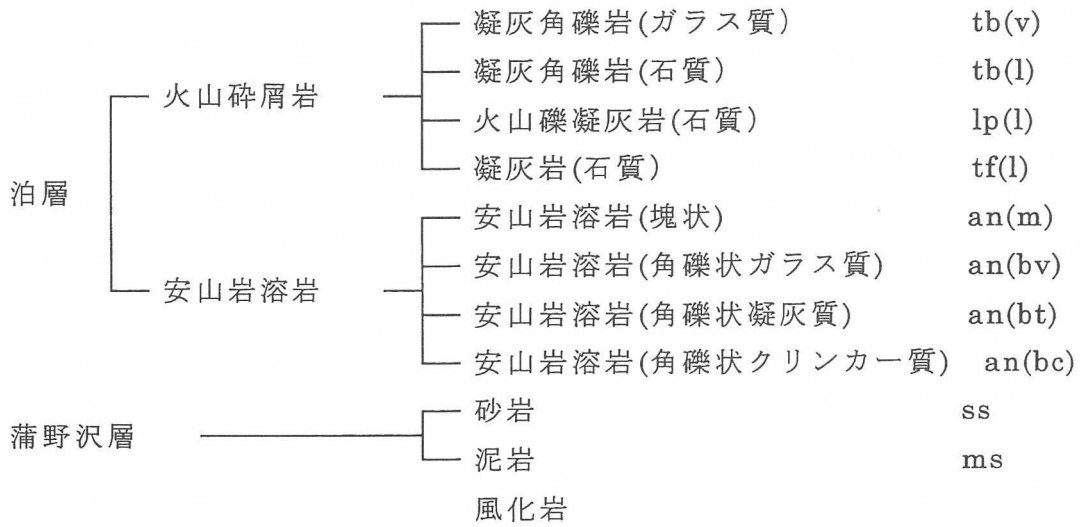 凝灰角礫岩(ガラス質) tb(v)
凝灰角礫岩(石質) tb(l)
火山砕屑岩
火山礫凝灰岩(石質) lp(l)
凝灰岩(石質) tf(l)
泊層
安山岩溶岩(塊状) an(m)
安山岩溶岩(角礫状ガラス質) an(bv)
安山岩溶岩
安山岩溶岩(角礫状凝灰質) an(bt)
安山岩溶岩(角礫状クリンカー質) an(bc)
砂岩 ss
蒲野沢層
泥岩 ms
風化岩